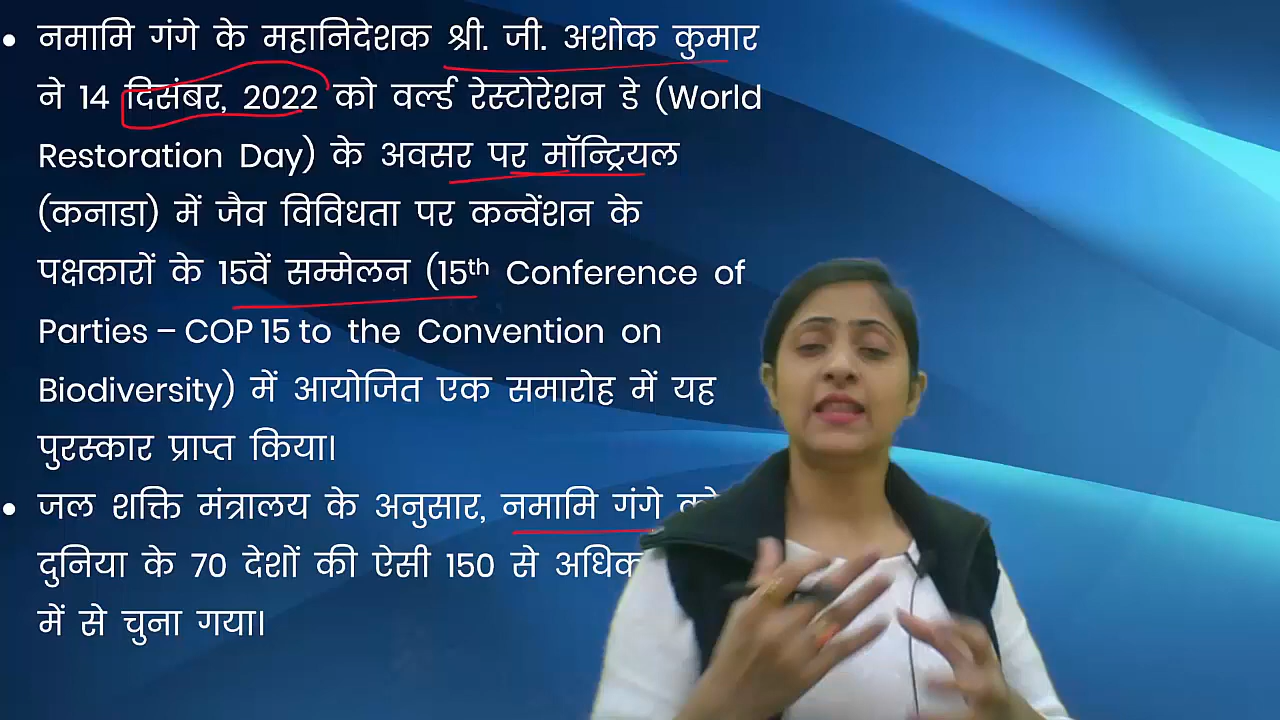 • नमामि गंगे के महानिदेशक श्री. जी. अशोक कुमार
ने 14 दिसंबर, 2022 को वर्ल्ड रेस्टोरेशन डे (World
Restoration Day) के अवसर पर मॉन्ट्रियल
(कनाडा) में जैव विविधता पर कन्वेंशन के
पक्षकारों के 15वें सम्मेलन (15th Conference of
Parties – COP 15 to the Convention on
Biodiversity) में आयोजित एक समारोह में यह
पुरस्कार प्राप्त किया।
• जल शक्ति मंत्रालय के अनुसार, नमामि गंगे
दुनिया के 70 देशों की ऐसी 150 से अधिक
में से चुना गया।